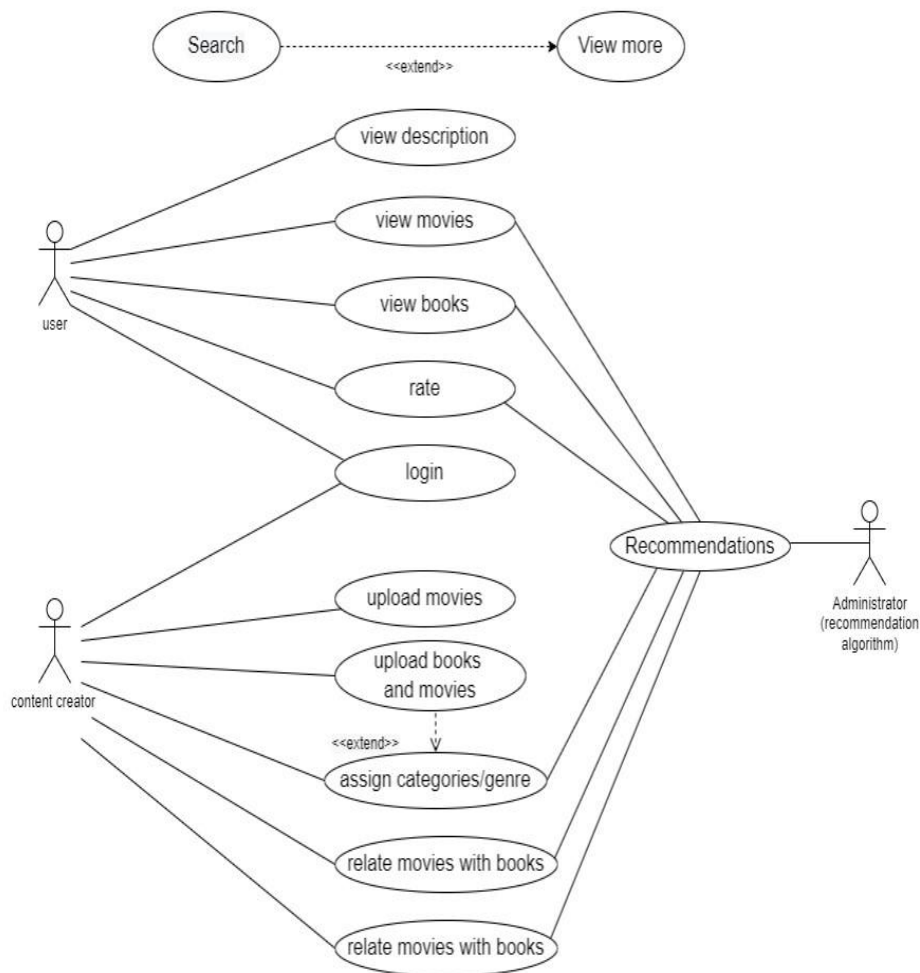 Search
View more
<<extend>>
view description
view movies
view books
user
rate
login
Recommendations
upload movies
Administrator
(recommendation
algorithm)
upload books
and movies
content creator
<<extend>>
assign categories/genre
relate movies with books
relate movies with books